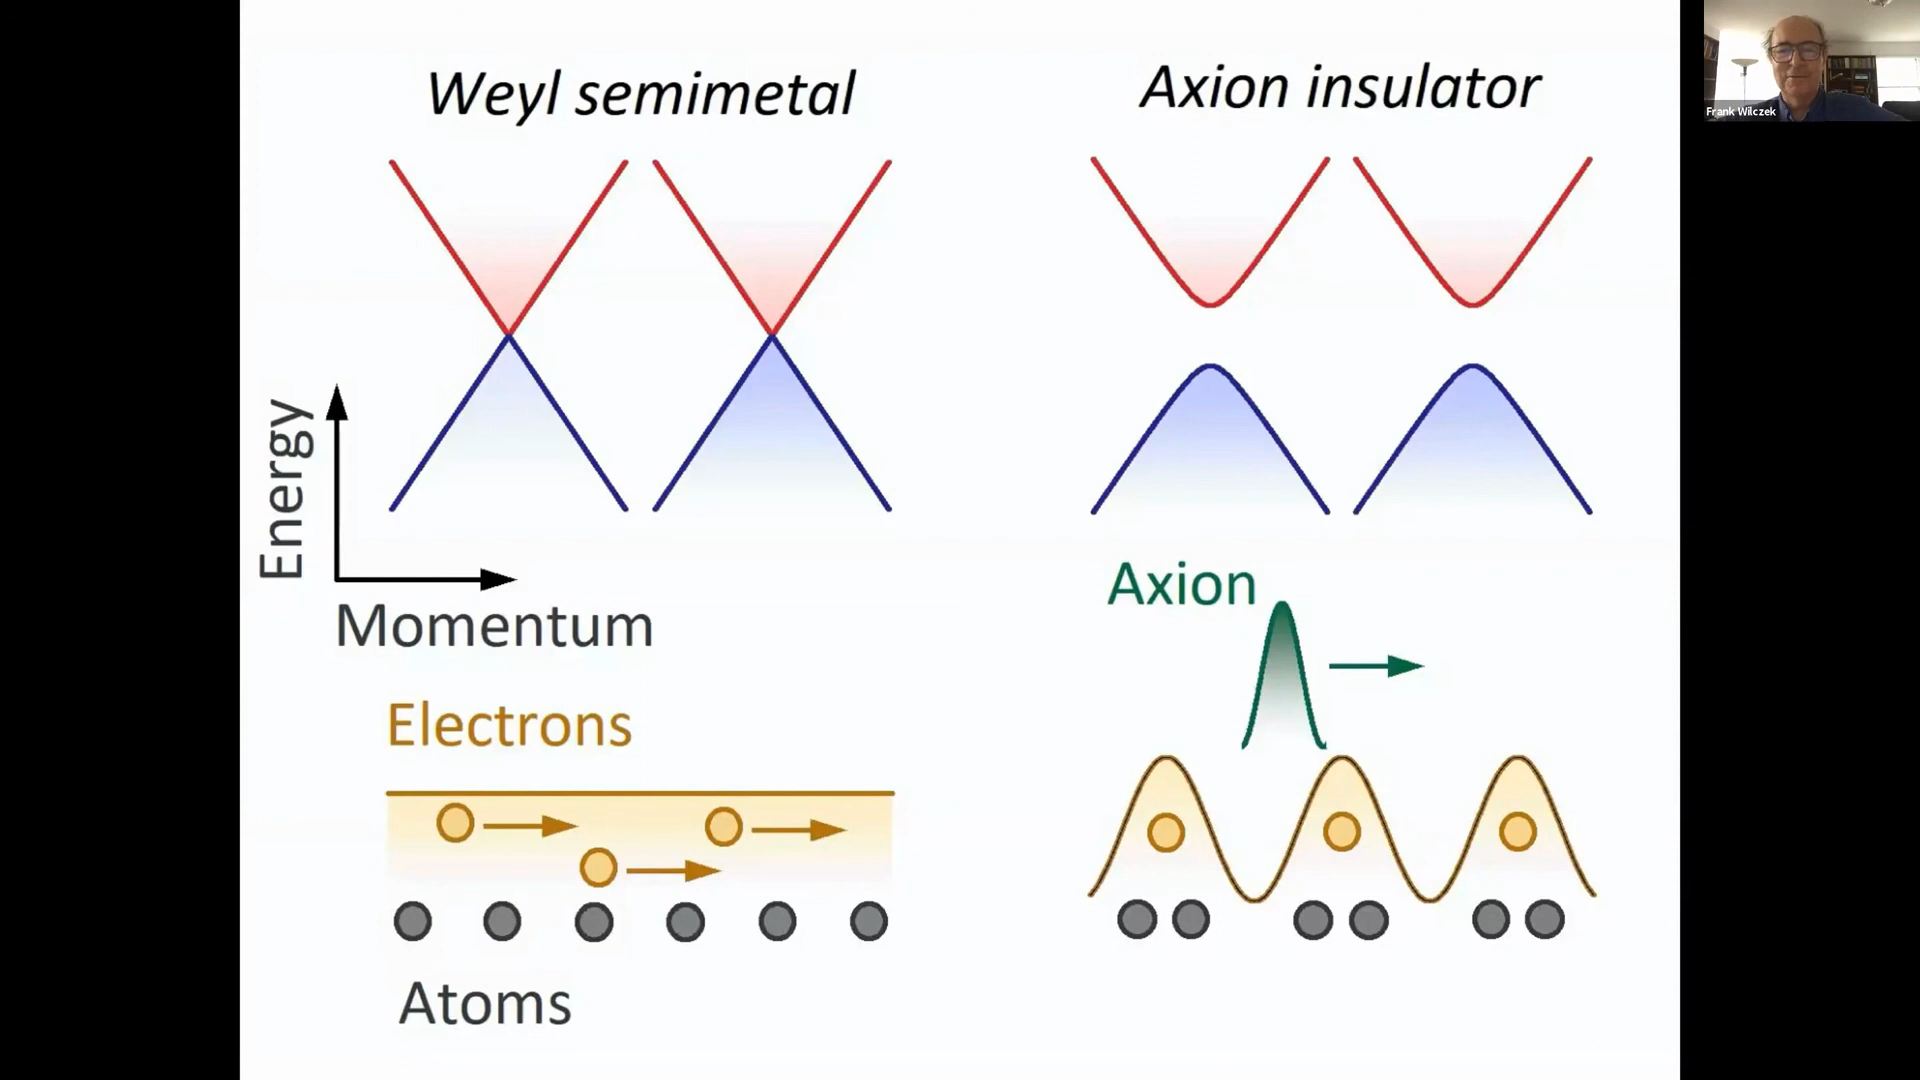 Weyl semimetal
Axion insulator
Frank Wilczek
Energy
Momentum
Axion
Electrons
Atoms